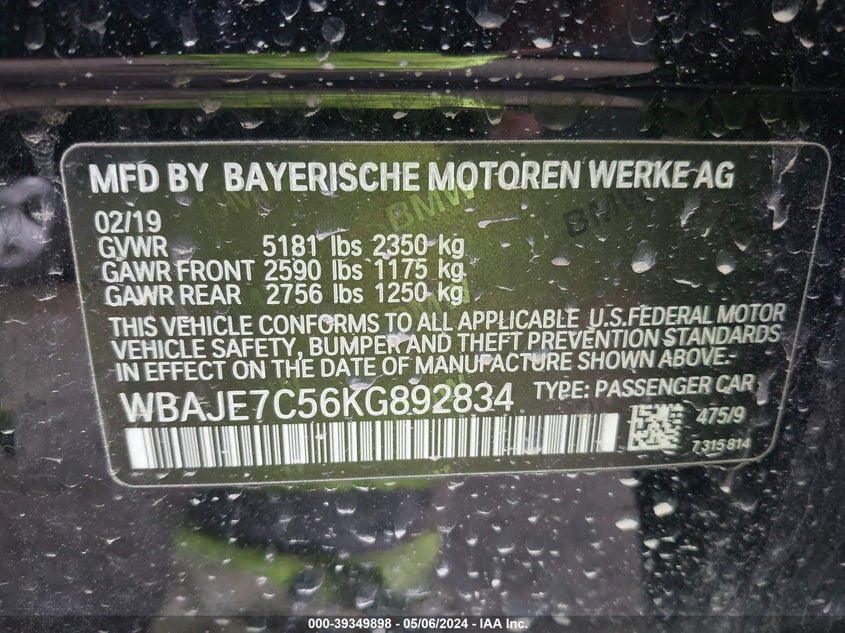 MFD BY BAYERISCHE MOTOREN WERKE AG
BMW
BMW
02/19
GVWR 5181 lbs 2350 kg
GAWR FRONT 2590 lbs 1175 kg
GAWR REAR 2756 lbs 1250 kg
BMW
THIS VEHICLE CONFORMS TO ALL APPLICABLE U.S.FEDERAL MOTOR
VEHICLE SAFETY, BUMPER AND THEFT PREVENTION STANDARDS
IN EFFECT ON THE DATE OF MANUFACTURE SHOWN ABOVE.
WBAJE7C56KG892834 TYPE: PASSENGER CAR
475/9
7315814
000-39349898 - 05/06/2024 - IAA Inc.